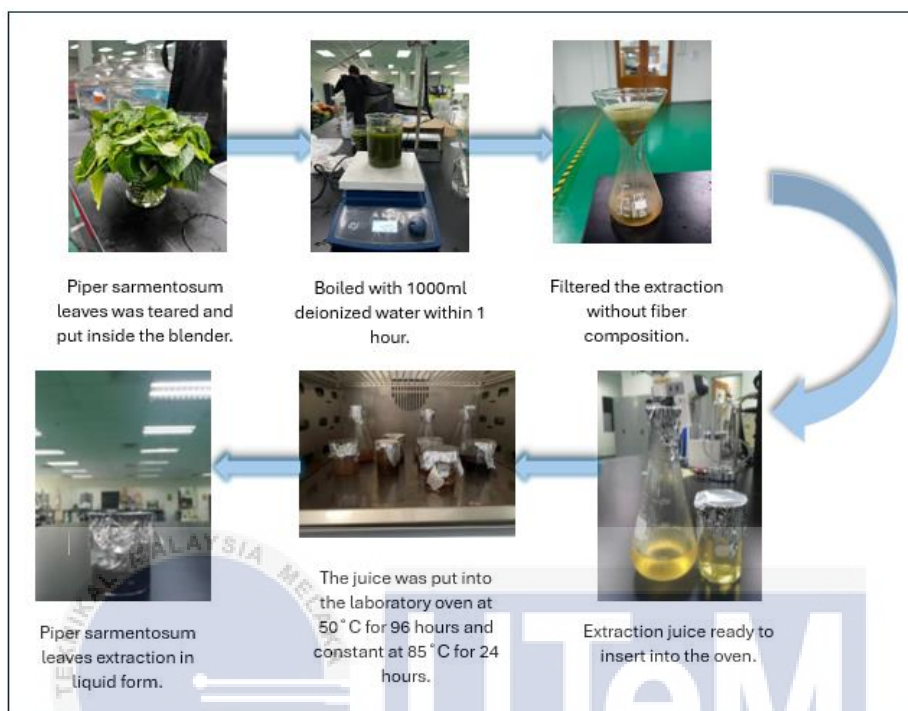 Piper sarmentosum
leaves was teared and
put inside the blender.
Boiled with 1000ml
deionized water within 1
hour.
Filtered the extraction
without fiber
composition.
Piper sarmentosum
leaves extraction in
liquid form.
The juice was put into
the laboratory oven at
50˚C for 96 hours and
constant at 85˚C for 24
hours.
Extraction juice ready to
insert into the oven.
TEKNIKAL MALAYSIA
UTeM